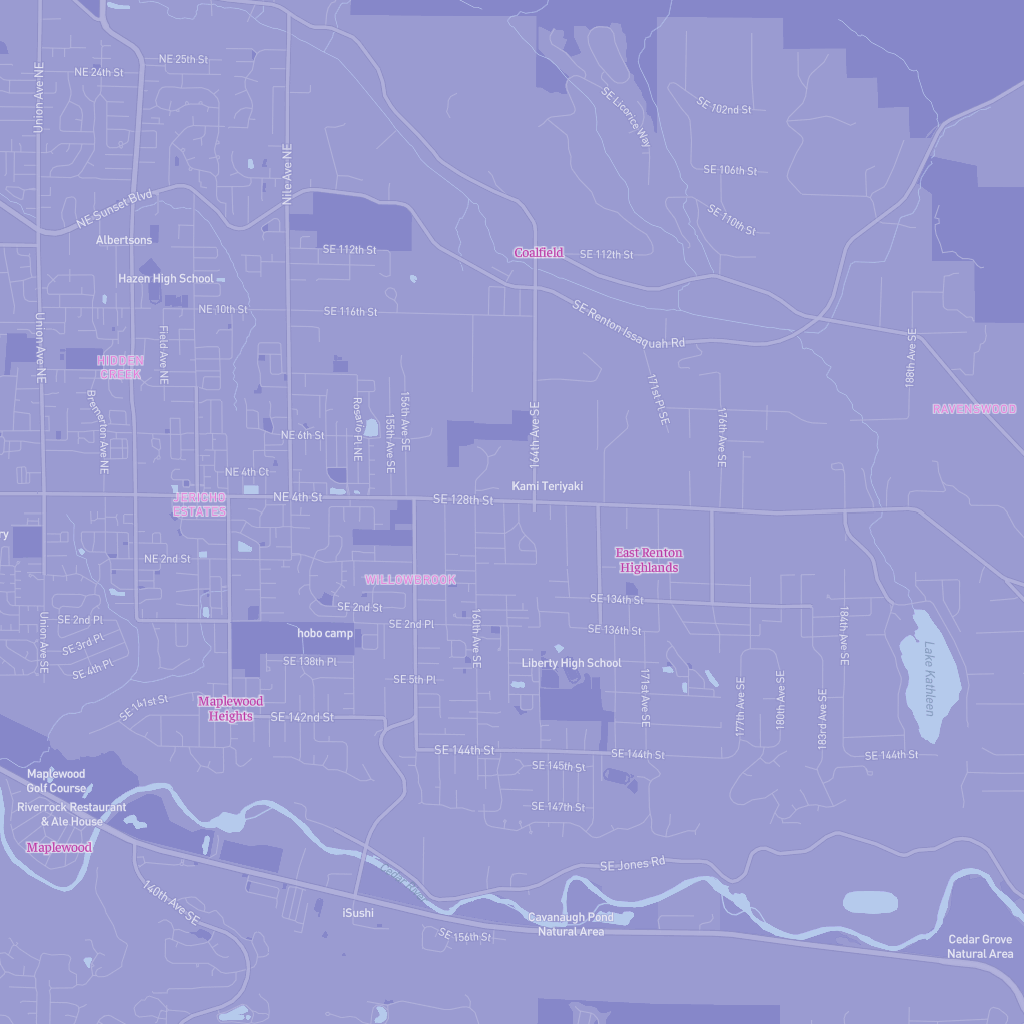 NE 25th St
NE 24th St
Union Ave NE
SE Licorice Way
SE 102nd St
Nile Ave NE
SE 106th St
NE Sunset Blvd
SE 110th St
Albertsons
SE 112th St
Coalfield
SE 112th St
Hazen High School
NE 10th St
SE 116th St
SE Renton Issaquah Rd
Union Ave NE
Field Ave NE
188th Ave SE
HIDDEN
CREEK
171st Pl SE
Bremerton Ave NE
Rosario Pl NE
156th Ave SE
155th Ave SE
164th Ave SE
176th Ave SE
RAVENSWOOD
NE 6th St
NE 4th Ct
Kami Teriyaki
JERICHO
ESTATES
NE 4th St
SE 128th St
ry
NE 2nd St
East Renton
Highlands
WILLOWBROOK
SE 134th St
SE 2nd St
Union Ave SE
SE 2nd Pl
SE 2nd Pl
160th Ave SE
SE 136th St
184th Ave SE
hobo camp
SE 3rd Pl
SE 138th Pl
Liberty High School
SE 4th Pl
SE 5th Pl
Lake Kathleen
171st Ave SE
177th Ave SE
180th Ave SE
183rd Ave SE
Maplewood
Heights
SE 141st St
SE 142nd St
SE 144th St
SE 144th St
SE 144th St
SE 145th St
Maplewood
Golf Course
Riverrock Restaurant
& Ale House
SE 147th St
Maplewood
SE Jones Rd
140th Ave SE
iSushi
Cavanaugh Pond
Natural Area
SE 156th St
Cedar Grove
Natural Area